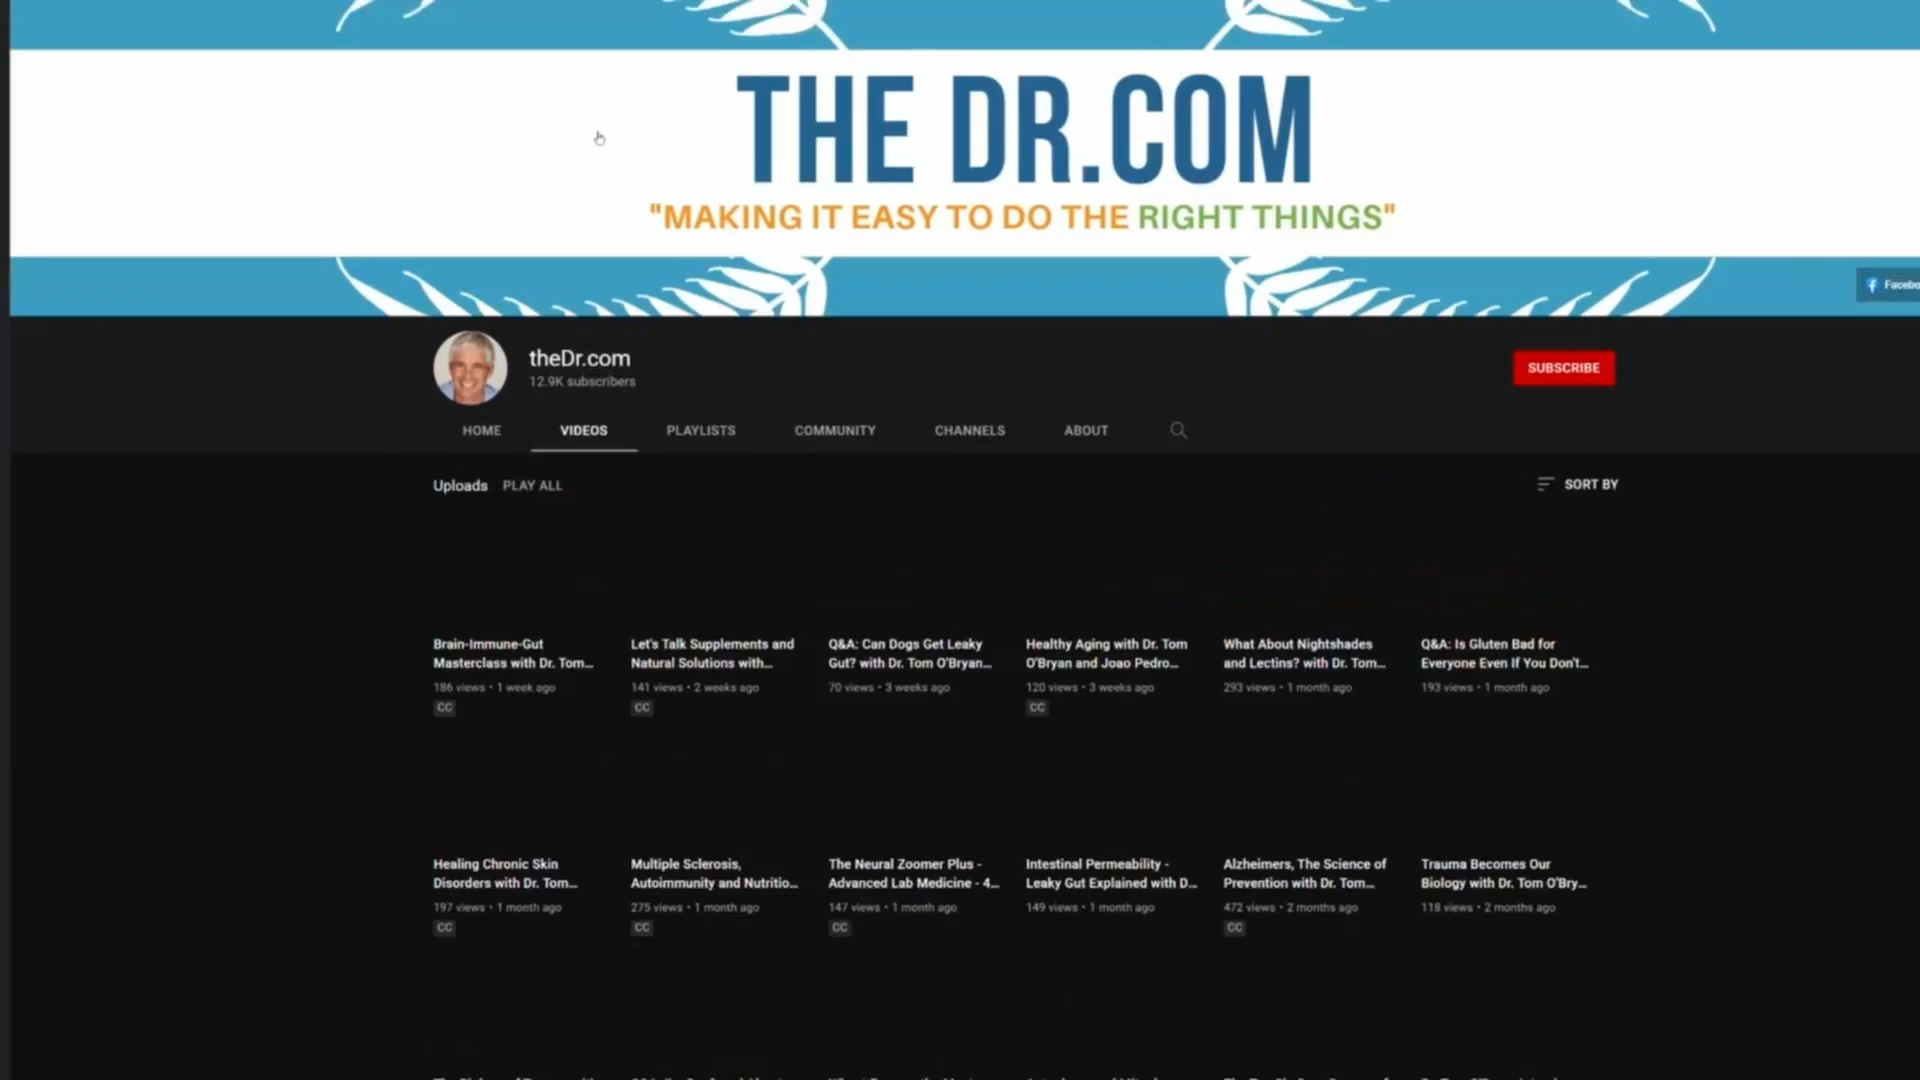 THE DR.COM
"MAKING IT EASY TO DO THE RIGHT THINGS"
theDr.com
12.9K subscribers
SUBSCRIBE
HOME VIDEOS PLAYLISTS COMMUNITY CHANNELS ABOUT
Uploads PLAY ALL SORT BY
Brain-Immune-Gut
Masterclass with Dr. Tom...
186 views • 1 week ago
CC
Let's Talk Supplements and
Natural Solutions with...
141 views • 2 weeks ago
CC
Q&A: Can Dogs Get Leaky
Gut? with Dr. Tom O'Bryan...
70 views • 3 weeks ago
Healthy Aging with Dr. Tom
O'Bryan and Joao Pedro...
120 views • 3 weeks ago
CC
What About Nightshades
and Lectins? with Dr. Tom...
293 views • 1 month ago
Q&A: Is Gluten Bad for
Everyone Even If You Don't...
193 views • 1 month ago
Healing Chronic Skin
Disorders with Dr. Tom...
197 views • 1 month ago
CC
Multiple Sclerosis,
Autoimmunity and Nutritio...
275 views • 1 month ago
CC
The Neural Zoomer Plus -
Advanced Lab Medicine - 4...
147 views • 1 month ago
CC
Intestinal Permeability -
Leaky Gut Explained with D...
149 views • 1 month ago
Alzheimers, The Science of
Prevention with Dr. Tom...
472 views • 2 months ago
CC
Trauma Becomes Our
Biology with Dr. Tom O'Bry...
118 views • 2 months ago